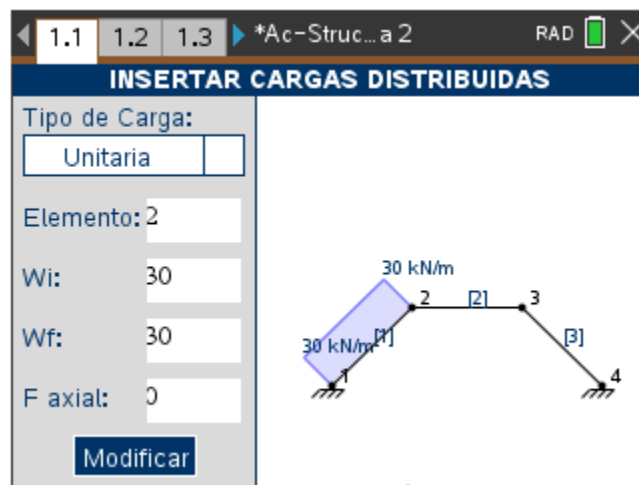 1.1 1.2 1.3 *Ac-Struc...a 2 RAD
INSERTAR CARGAS DISTRIBUIDAS
Tipo de Carga:
Unitaria
Elemento: 2
Wi: 30
Wf: 30
F axial: 0
Modificar
30 kN/m
2 [2] 3
30 kN/m [1] [3]
1 4